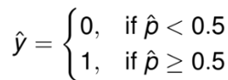 ŷ = { 0, if p̂ < 0.5
1, if p̂ ≥ 0.5